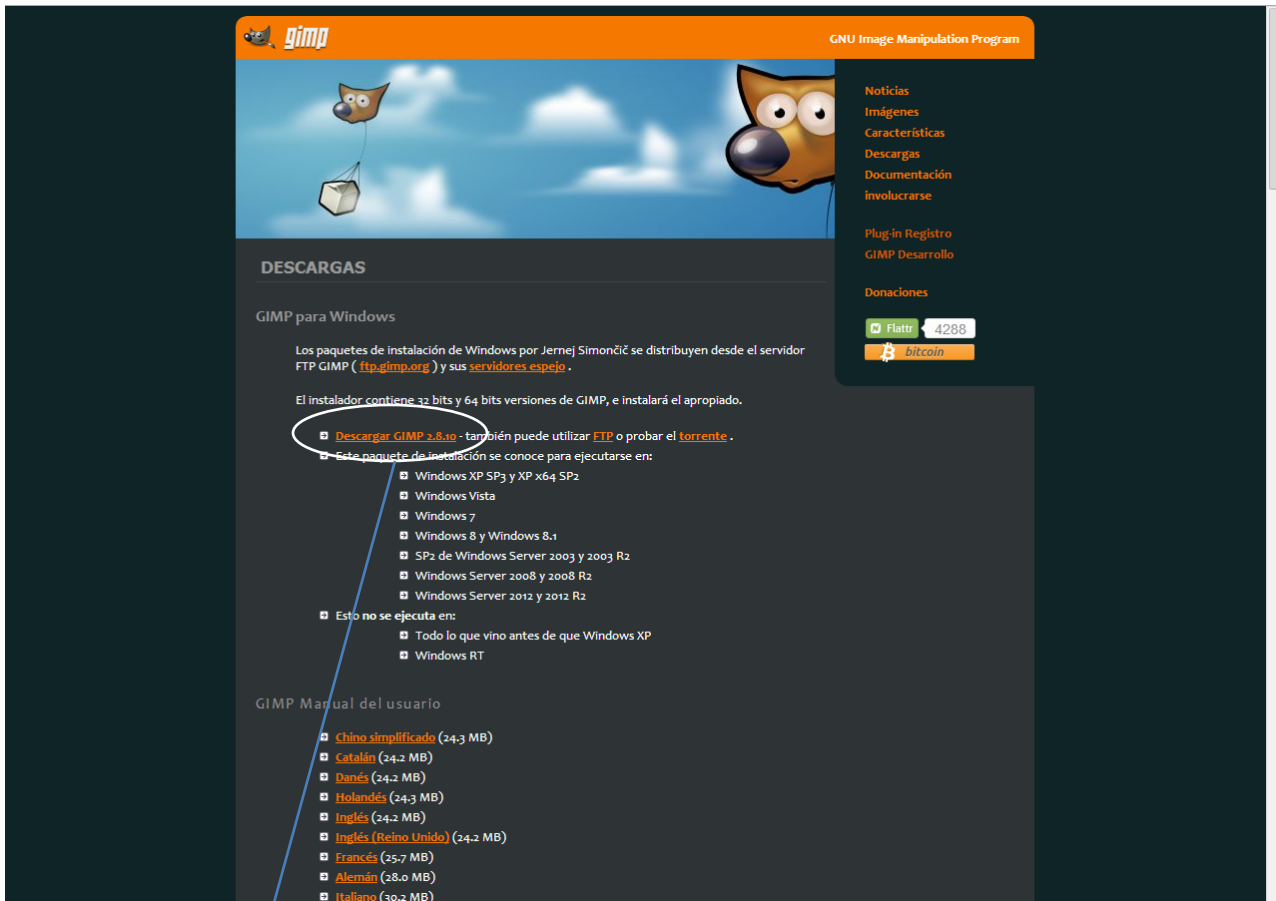 gimp
GNU Image Manipulation Program
Noticias
Imágenes
Características
Descargas
Documentación
involucrarse
Plug-in Registro
GIMP Desarrollo
Donaciones
Flattr 4288
bitcoin
DESCARGAS
GIMP para Windows
Los paquetes de instalación de Windows por Jernej Simončič se distribuyen desde el servidor
FTP GIMP ( ftp.gimp.org ) y sus servidores espejo .
El instalador contiene 32 bits y 64 bits versiones de GIMP, e instalará el apropiado.
Descargar GIMP 2.8.10 - también puede utilizar FTP o probar el torrente .
Este paquete de instalación se conoce para ejecutarse en:
Windows XP SP3 y XP x64 SP2
Windows Vista
Windows 7
Windows 8 y Windows 8.1
SP2 de Windows Server 2003 y 2003 R2
Windows Server 2008 y 2008 R2
Windows Server 2012 y 2012 R2
Esto no se ejecuta en:
Todo lo que vino antes de que Windows XP
Windows RT
GIMP Manual del usuario
Chino simplificado (24.3 MB)
Catalán (24.2 MB)
Danés (24.2 MB)
Holandés (24.3 MB)
Inglés (24.2 MB)
Inglés (Reino Unido) (24.2 MB)
Francés (25.7 MB)
Alemán (28.0 MB)
Italiano (30.2 MB)